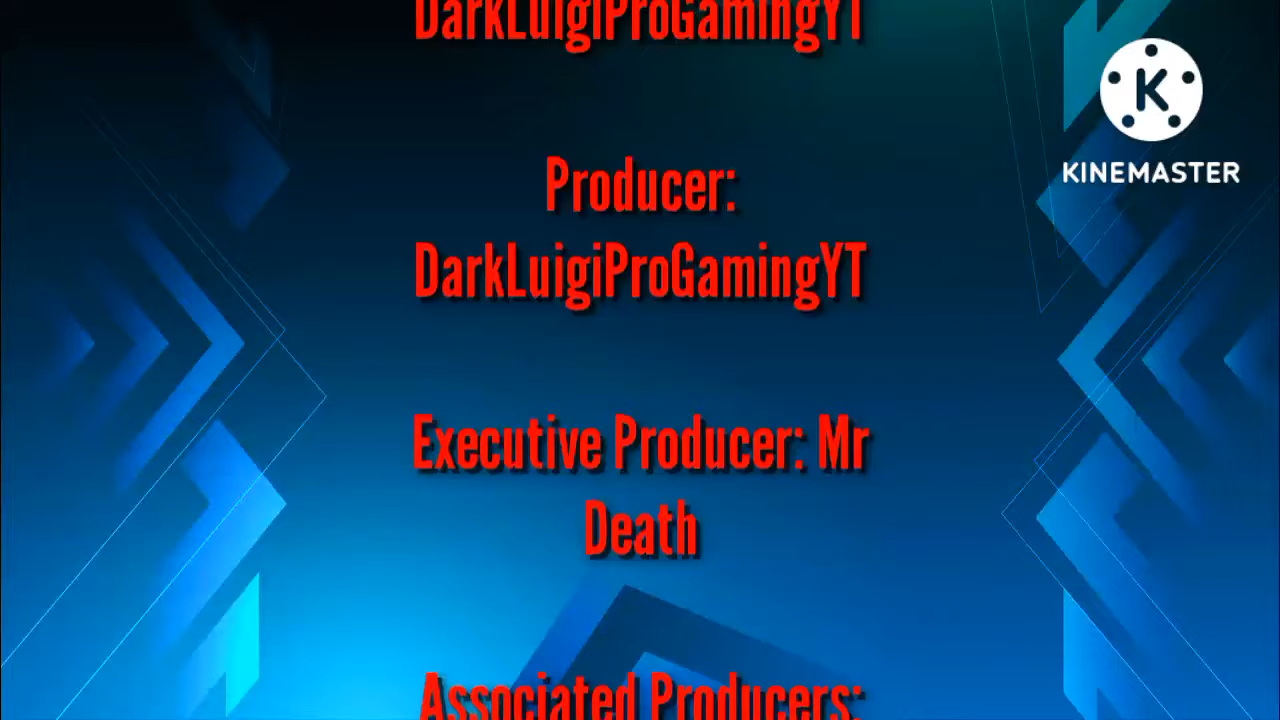 DarkLuigiProGamingYT
K
KINEMASTER
Producer:
DarkLuigiProGamingYT
Executive Producer: Mr
Death
Associated Producers: